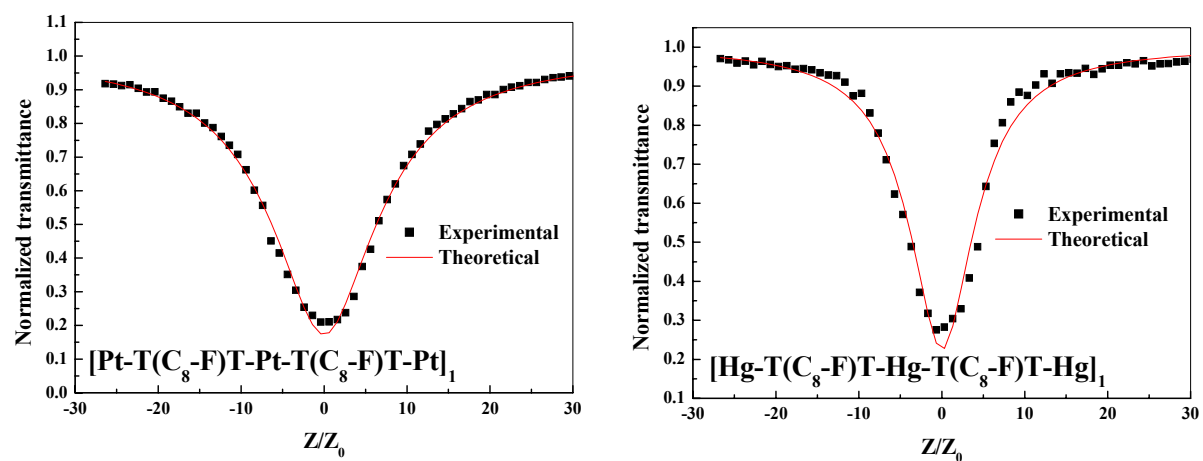 1.1
1.0
0.9
0.8
0.7
0.6
0.5
0.4
0.3
0.2
0.1
0.0
Normalized transmittance
Experimental
Theoretical
[Pt-T(C₈-F)T-Pt-T(C₈-F)T-Pt]₁
-30 -20 -10 0 10 20 30
Z/Z₀
1.0
0.9
0.8
0.7
0.6
0.5
0.4
0.3
0.2
0.1
Normalized transmittance
Experimental
Theoretical
[Hg-T(C₈-F)T-Hg-T(C₈-F)T-Hg]₁
-30 -20 -10 0 10 20 30
Z/Z₀